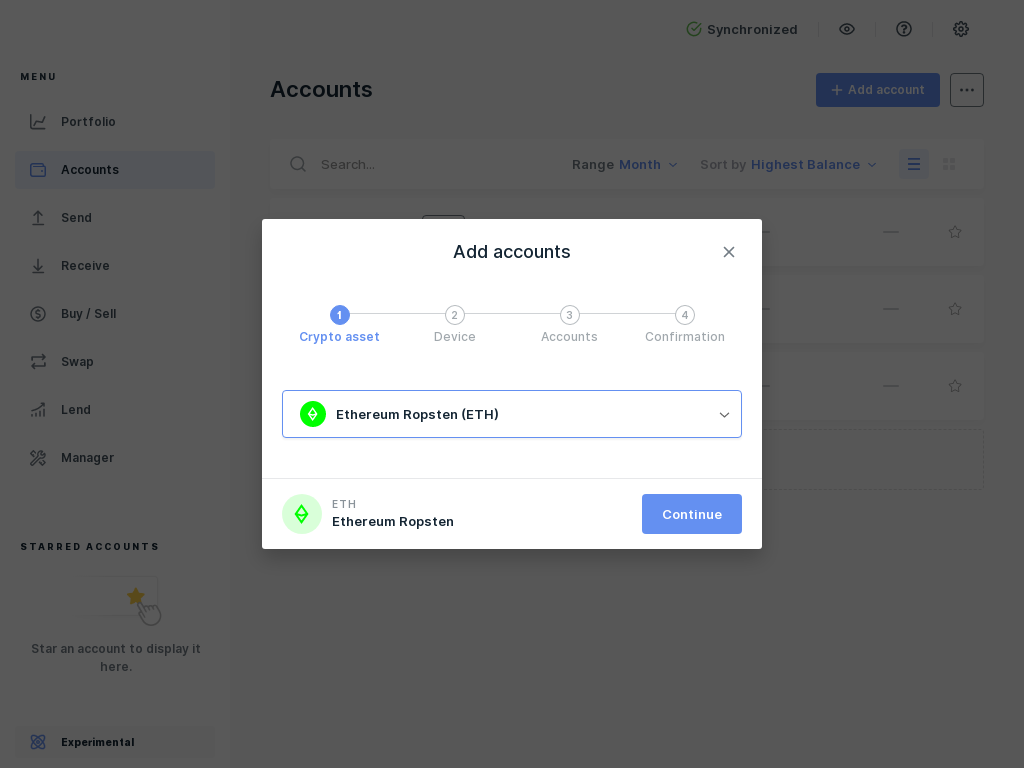 Synchronized
MENU
Portfolio
Accounts
Send
Receive
Buy / Sell
Swap
Lend
Manager
STARRED ACCOUNTS
Star an account to display it
here.
Experimental
Accounts
Add account
Search...
Range Month
Sort by Highest Balance
Add accounts
1
2
3
4
Crypto asset
Device
Accounts
Confirmation
Ethereum Ropsten (ETH)
ETH
Ethereum Ropsten
Continue